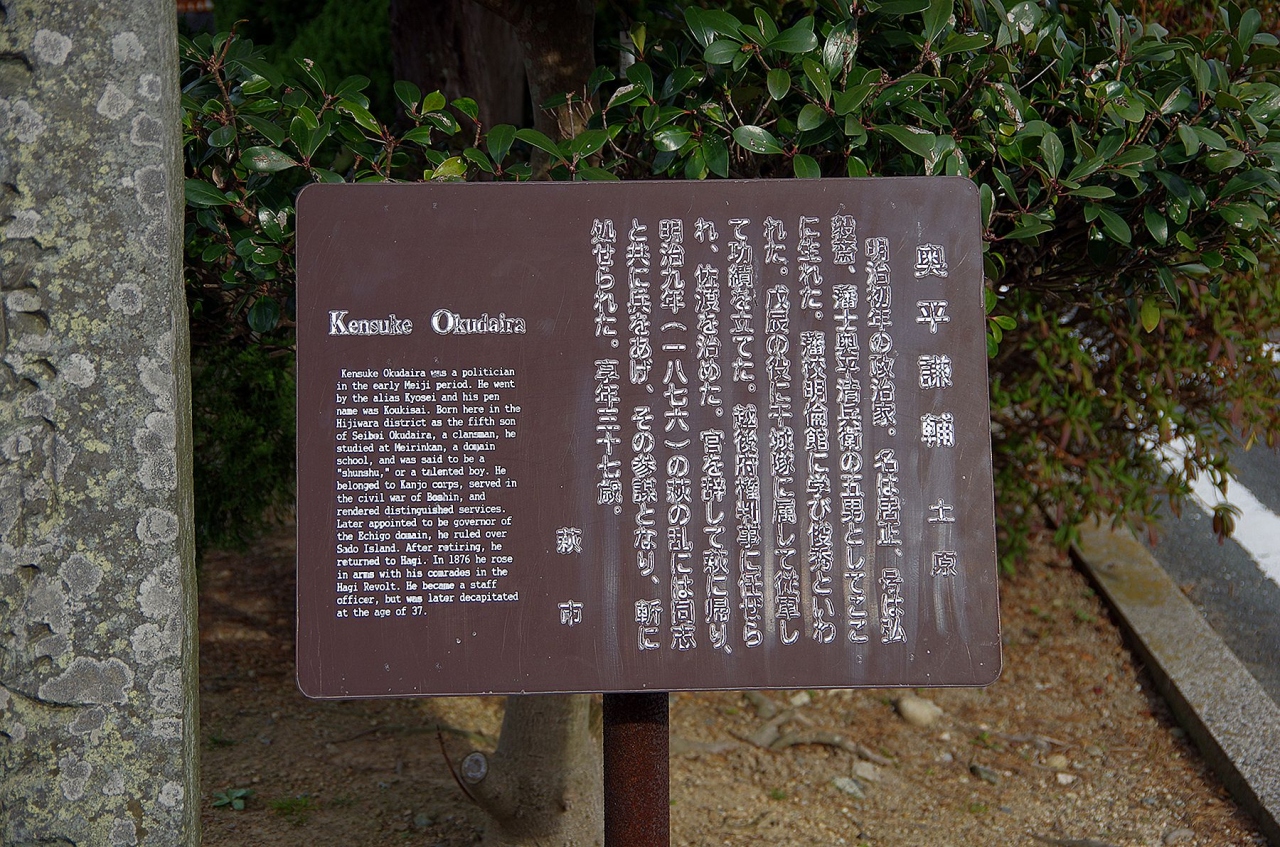 奥平謙輔 土原
明治初年の政治家。名は居正、号は弘
毅斎、藩士奥平清兵衛の五男としてここ
に生れた。藩校明倫館に学び俊秀といわ
れた。戊辰の役に干城隊に属して従軍し
て功績を立てた。越後府権判事に任ぜら
れ、佐渡を治めた。官を辞して萩に帰り、
明治九年(一八七六)の萩の乱には同志
と共に兵をあげ、その参謀となり、斬に
処せられた。享年三十七歳。
萩市
Kensuke Okudaira
Kensuke Okudaira was a politician
in the early Meiji period. He went
by the alias Kyosei and his pen
name was Koukisai. Born here in the
Hijiwara district as the fifth son
of Seibui Okudaira, a clansman, he
studied at Meirinkan, a domain
school, and was said to be a
"shunshu," or a talented boy. He
belonged to Kanjo corps, served in
the civil war of Boshin, and
rendered distinguished services.
Later appointed to be governor of
the Echigo domain, he ruled over
Sado Island. After retiring, he
returned to Hagi. In 1876 he rose
in arms with his comrades in the
Hagi Revolt. He became a staff
officer, but was later decapitated
at the age of 37.